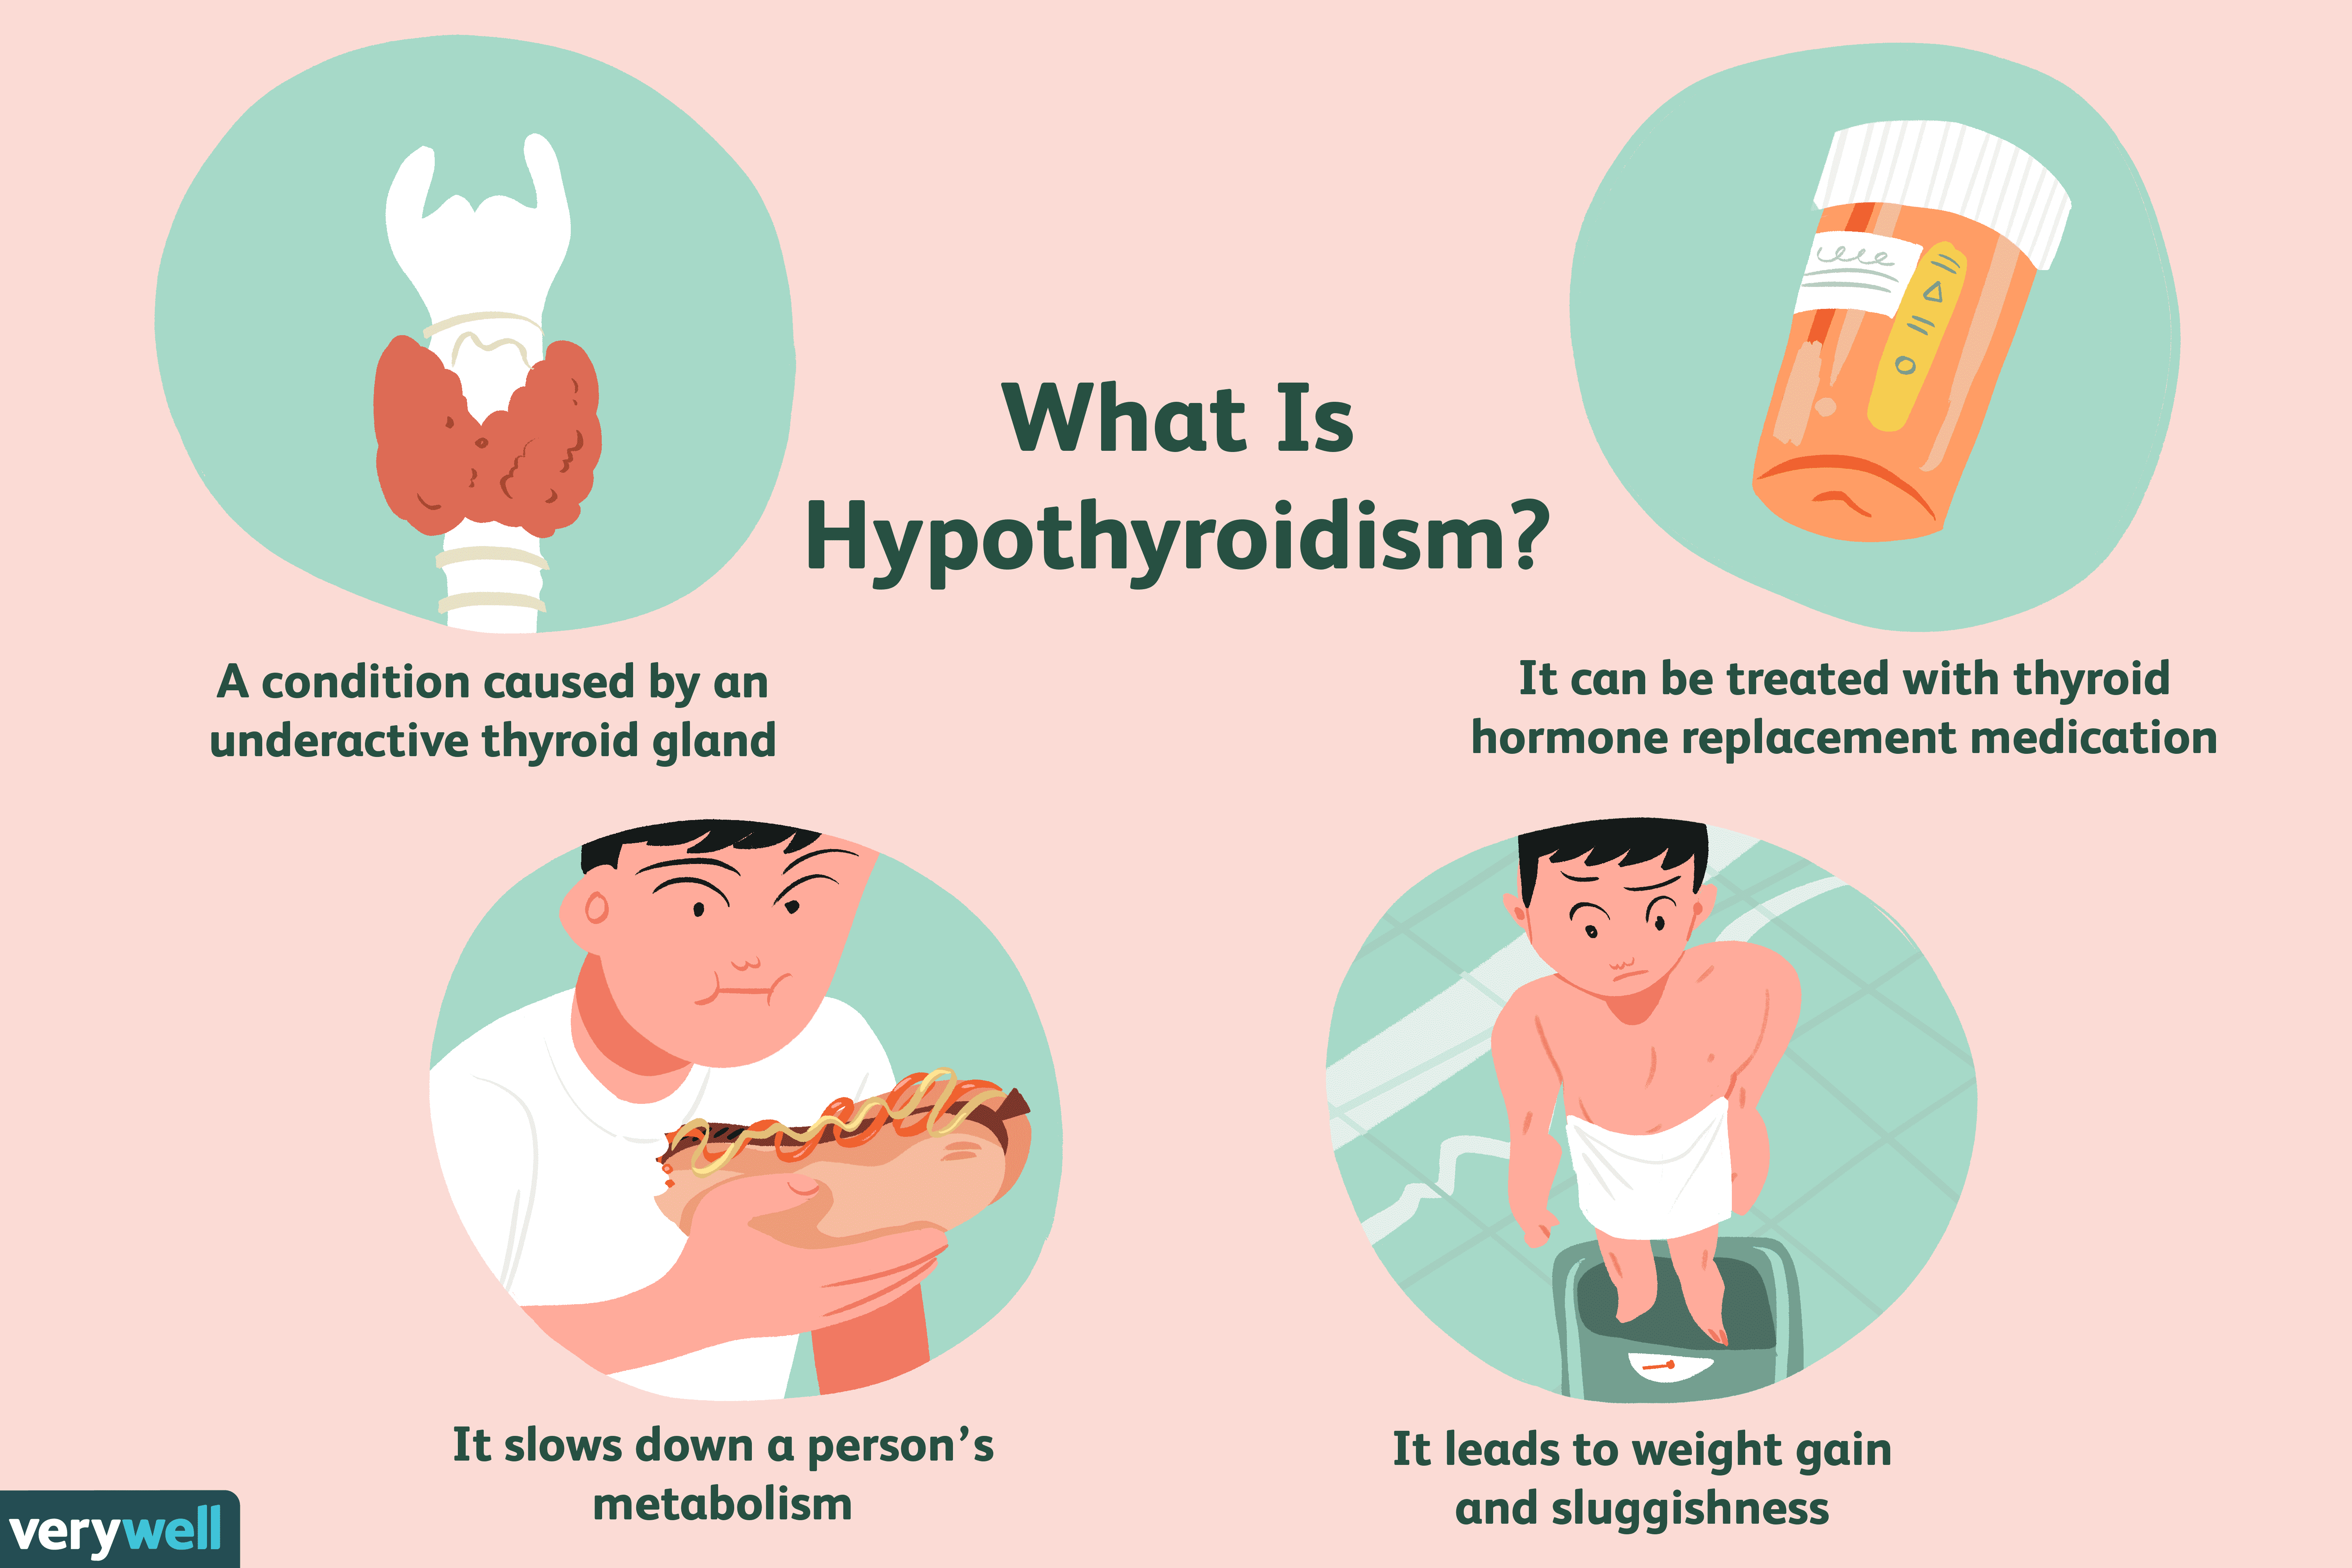 What Is
Hypothyroidism?
A condition caused by an
underactive thyroid gland
It can be treated with thyroid
hormone replacement medication
It slows down a person’s
metabolism
It leads to weight gain
and sluggishness
verywell